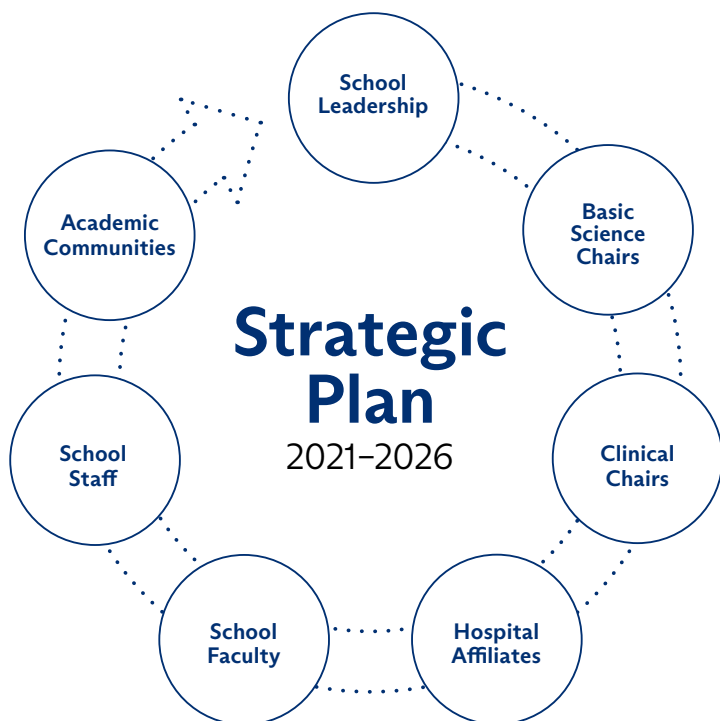 School
Leadership
Basic
Science
Chairs
Clinical
Chairs
Hospital
Affiliates
School
Faculty
School
Staff
Academic
Communities
Strategic
Plan
2021–2026